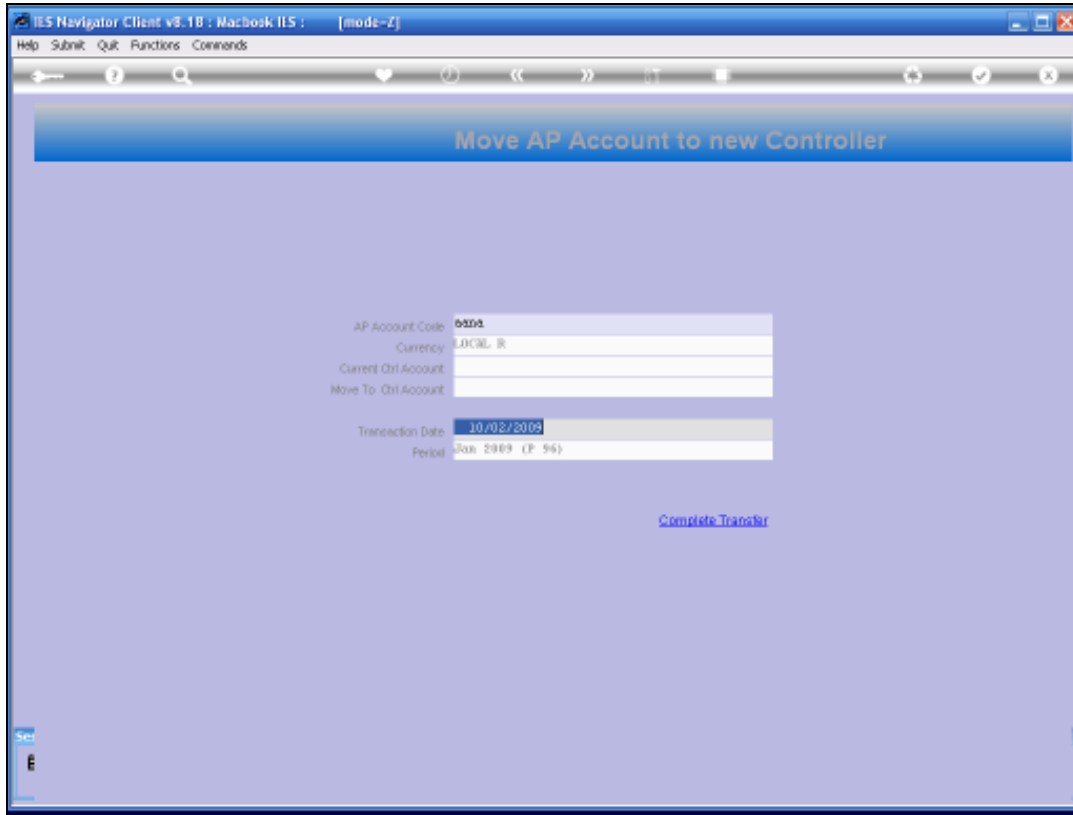 IES Navigator Client v8.18 : Macbook IES : [mode-Z]
Help Submit Quit Functions Commands
Move AP Account to new Controller
AP Account Code
Currency LOCAL R
Current Ctrl Account
Move To Ctrl Account
Transaction Date 10/02/2009
Period Jan 2009 (P 96)
Complete Transfer
Ser